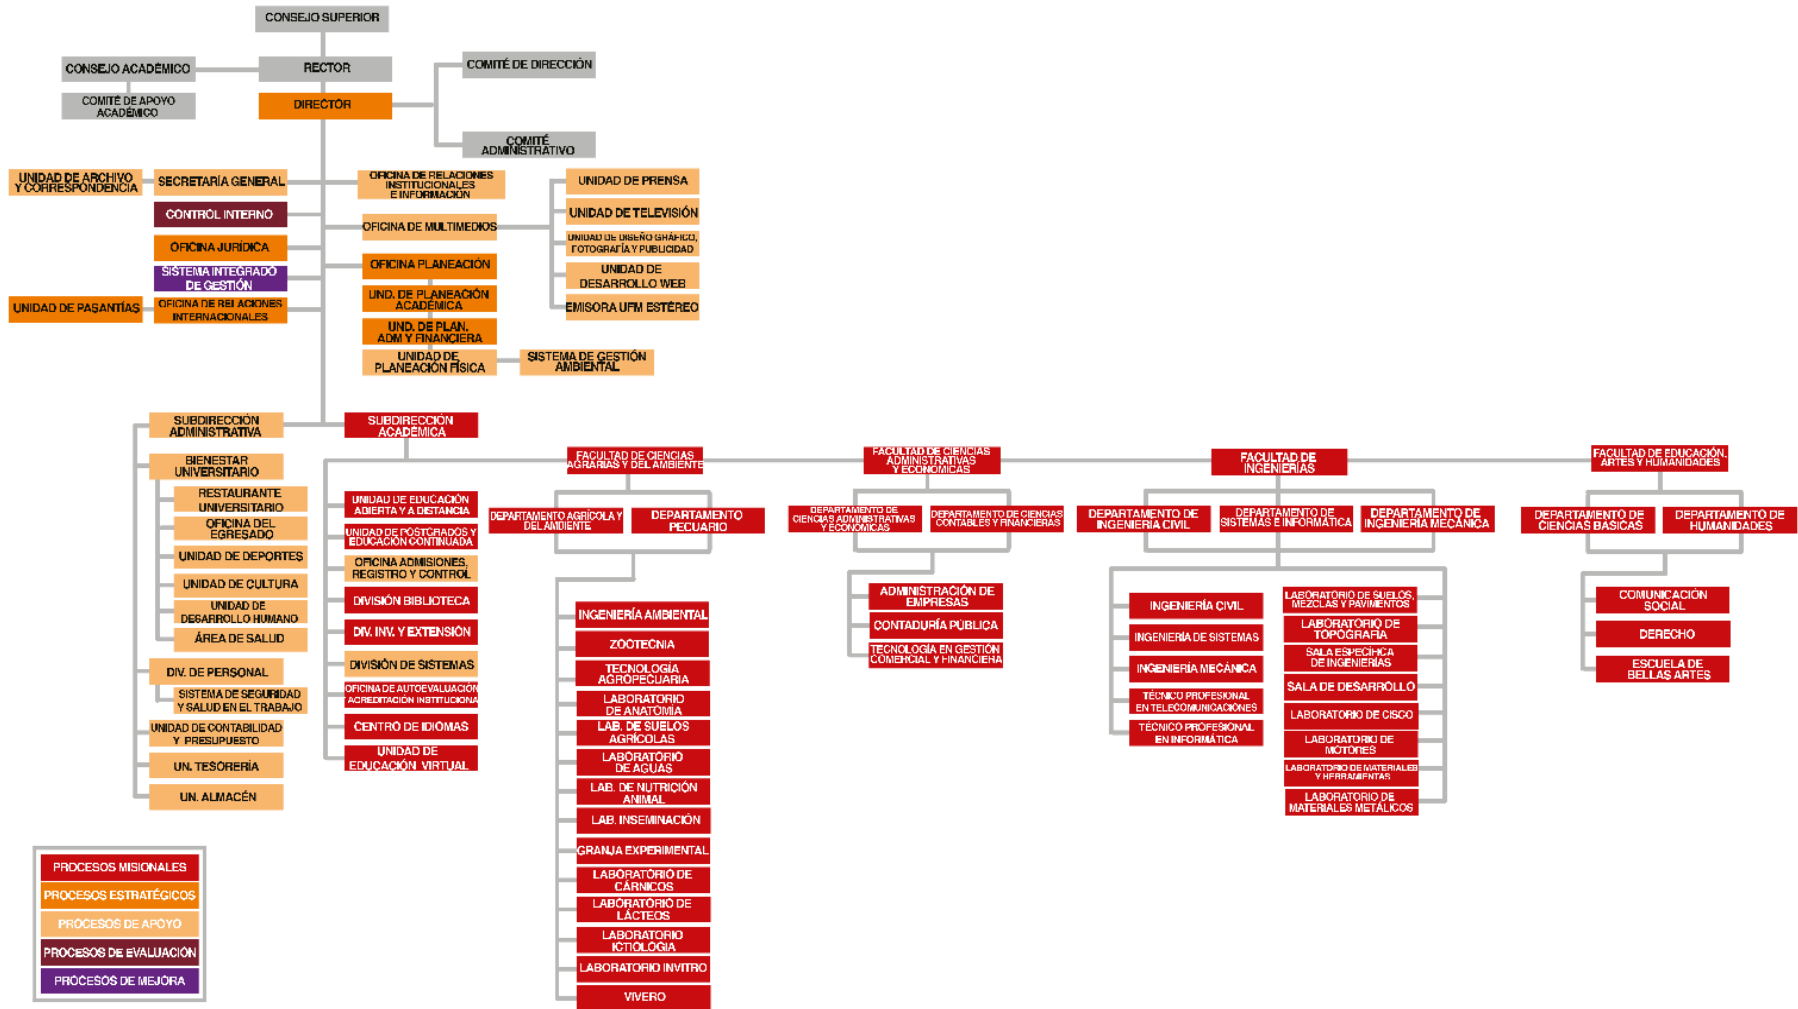 CONSEJO SUPERIOR
CONSEJO ACADÉMICO
RECTOR
COMITÉ DE DIRECCIÓN
COMITÉ DE APOYO
ACADÉMICO
DIRECTOR
COMITÉ
ADMINISTRATIVO
UNIDAD DE ARCHIVO
Y CORRESPONDENCIA
SECRETARÍA GENERAL
OFICINA DE RELACIONES
INSTITUCIONALES
E INFORMACIÓN
CONTROL INTERNO
OFICINA DE MULTIMEDIOS
OFICINA JURÍDICA
OFICINA PLANEACIÓN
SISTEMA INTEGRADO
DE GESTIÓN
UNIDAD DE PASANTÍAS
OFICINA DE RELACIONES
INTERNACIONALES
UND. DE PLANEACIÓN
ACADÉMICA
UND. DE PLAN.
ADM Y FINANCIERA
UNIDAD DE
PLANEACIÓN FÍSICA
SISTEMA DE GESTIÓN
AMBIENTAL
UNIDAD DE PRENSA
UNIDAD DE TELEVISIÓN
UNIDAD DE DISEÑO GRÁFICO,
FOTOGRAFÍA Y PUBLICIDAD
UNIDAD DE
DESARROLLO WEB
EMISORA UFM ESTÉREO
SUBDIRECCIÓN
ADMINISTRATIVA
BIENESTAR
UNIVERSITARIO
RESTAURANTE
UNIVERSITARIO
OFICINA DEL
EGRESADO
UNIDAD DE DEPORTES
UNIDAD DE CULTURA
UNIDAD DE
DESARROLLO HUMANO
ÁREA DE SALUD
DIV. DE PERSONAL
SISTEMA DE SEGURIDAD
Y SALUD EN EL TRABAJO
UNIDAD DE CONTABILIDAD
Y PRESUPUESTO
UN. TESORERÍA
UN. ALMACÉN
SUBDIRECCIÓN
ACADÉMICA
UNIDAD DE EDUCACIÓN
ABIERTA Y A DISTANCIA
UNIDAD DE POSTGRADOS Y
EDUCACIÓN CONTINUADA
OFICINA ADMISIONES,
REGISTRO Y CONTROL
DIVISIÓN BIBLIOTECA
DIV. INV. Y EXTENSIÓN
DIVISIÓN DE SISTEMAS
OFICINA DE AUTOEVALUACIÓN
Y ACREDITACIÓN INSTITUCIONAL
CENTRO DE IDIOMAS
UNIDAD DE
EDUCACIÓN VIRTUAL
FACULTAD DE CIENCIAS
AGRARIAS Y DEL AMBIENTE
DEPARTAMENTO AGRÍCOLA Y
DEL AMBIENTE
DEPARTAMENTO
PECUARIO
INGENIERÍA AMBIENTAL
ZOOTECNIA
TECNOLOGÍA
AGROPECUARIA
LABORATORIO
DE ANATOMÍA
LAB. DE SUELOS
AGRÍCOLAS
LABORATORIO
DE AGUAS
LAB. DE NUTRICIÓN
ANIMAL
LAB. INSEMINACIÓN
GRANJA EXPERIMENTAL
LABORATORIO DE
CÁRNICOS
LABORATORIO DE
LÁCTEOS
LABORATORIO
ICTIOLOGÍA
LABORATORIO INVITRO
VIVERO
FACULTAD DE CIENCIAS
ADMINISTRATIVAS
Y ECONÓMICAS
DEPARTAMENTO DE
CIENCIAS ADMINISTRATIVAS
Y ECONÓMICAS
DEPARTAMENTO DE CIENCIAS
CONTABLES Y FINANCIERAS
ADMINISTRACIÓN DE
EMPRESAS
CONTADURÍA PÚBLICA
TECNOLOGÍA EN GESTIÓN
COMERCIAL Y FINANCIERA
FACULTAD DE
INGENIERÍAS
DEPARTAMENTO DE
INGENIERIA CIVIL
DEPARTAMENTO DE
SISTEMAS E INFORMÁTICA
DEPARTAMENTO DE
INGENIERÍA MECÁNICA
INGENIERÍA CIVIL
INGENIERÍA DE SISTEMAS
INGENIERÍA MECÁNICA
TÉCNICO PROFESIONAL
EN TELECOMUNICACIONES
TÉCNICO PROFESIONAL
EN INFORMÁTICA
LABORATORIO DE SUELOS,
MEZCLAS Y PAVIMENTOS
LABORATORIO DE
TOPOGRAFÍA
SALA ESPECÍFICA
DE INGENIERÍAS
SALA DE DESARROLLO
LABORATORIO DE CISCO
LABORATORIO DE
MOTORES
LABORATORIO DE MATERIALES
Y HERRAMIENTAS
LABORATORIO DE
MATERIALES METÁLICOS
FACULTAD DE EDUCACIÓN,
ARTES Y HUMANIDADES
DEPARTAMENTO DE
CIENCIAS BÁSICAS
DEPARTAMENTO DE
HUMANIDADES
COMUNICACIÓN
SOCIAL
DERECHO
ESCUELA DE
BELLAS ARTES
PROCESOS MISIONALES
PROCESOS ESTRATÉGICOS
PROCESOS DE APOYO
PROCESOS DE EVALUACIÓN
PROCESOS DE MEJORA